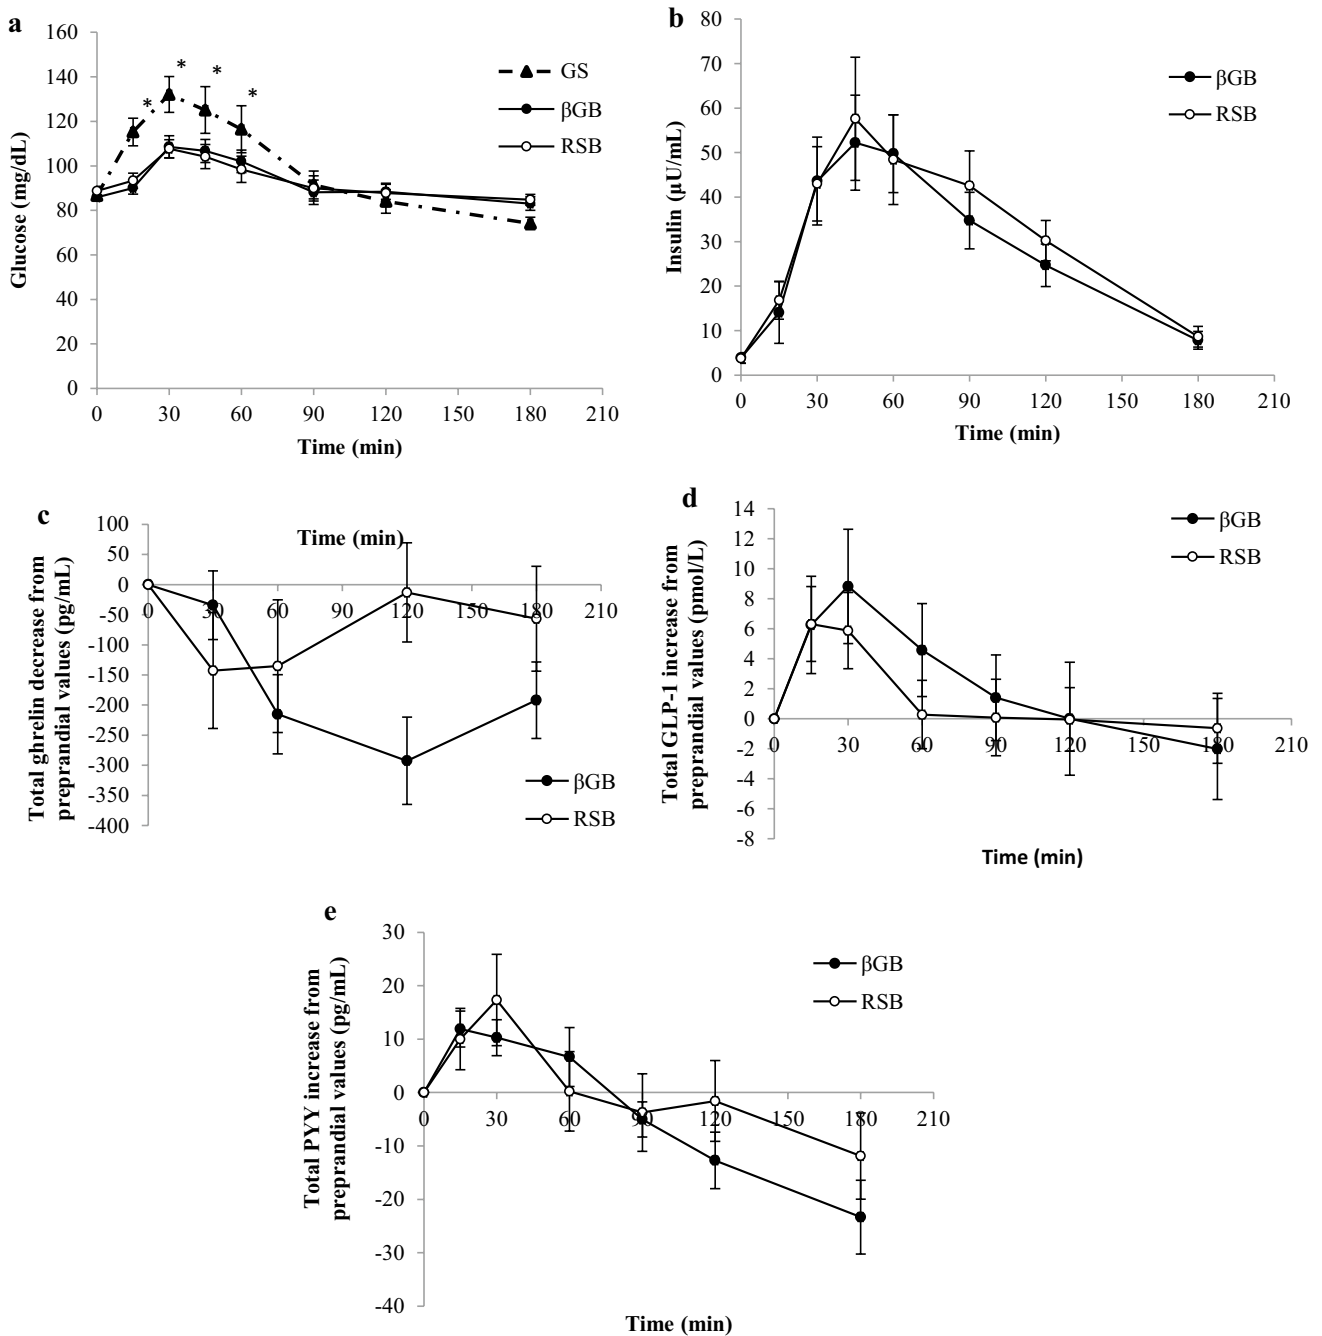 a
160
140
120
100
80
60
40
20
0
Glucose (mg/dL)
*
*
*
*
GS
βGB
RSB
0 30 60 90 120 150 180 210
Time (min)
b
80
70
60
50
40
30
20
10
0
Insulin (µU/mL)
βGB
RSB
0 30 60 90 120 150 180 210
Time (min)
c
100
50
0
-50
-100
-150
-200
-250
-300
-350
-400
Total ghrelin decrease from
preprandial values (pg/mL)
Time (min)
0 30 60 90 120 150 180 210
βGB
RSB
d
14
12
10
8
6
4
2
0
-2
-4
-6
-8
Total GLP-1 increase from
preprandial values (pmol/L)
βGB
RSB
0 30 60 90 120 150 180 210
Time (min)
e
30
20
10
0
-10
-20
-30
-40
Total PYY increase from
preprandial values (pg/mL)
βGB
RSB
0 30 60 90 120 150 180 210
Time (min)